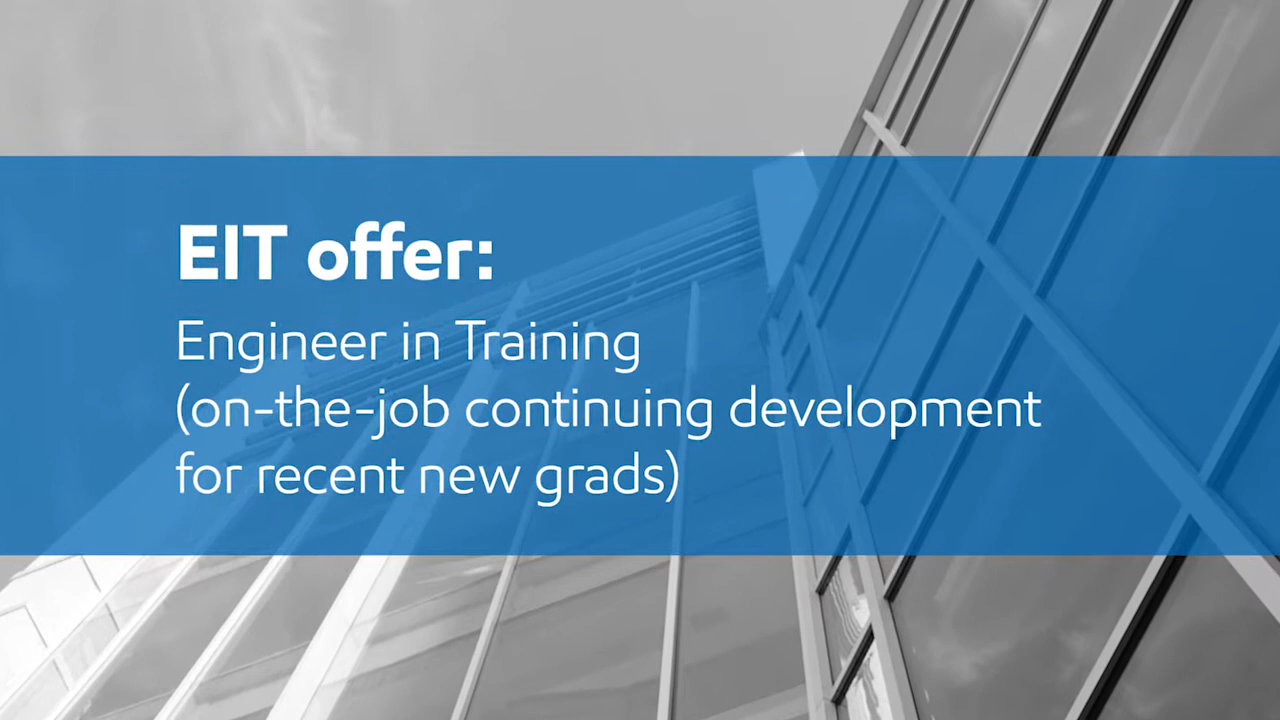 EIT offer:
Engineer in Training
(on-the-job continuing development
for recent new grads)